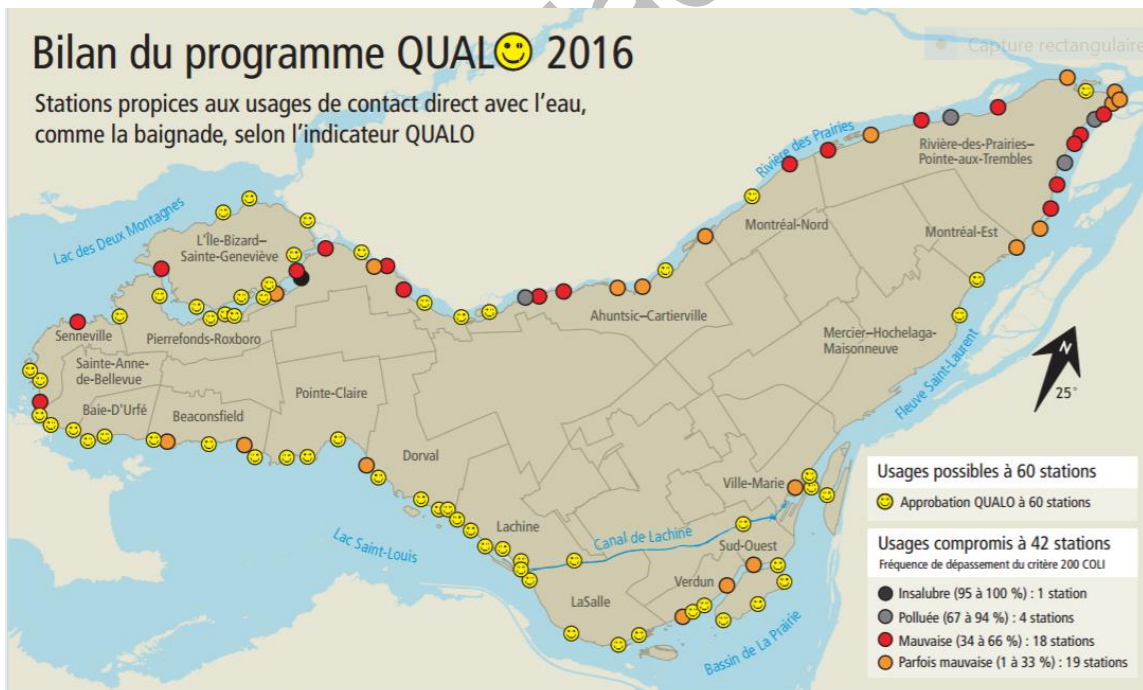 Bilan du programme QUALO 2016
Capture rectangulaire
Stations propices aux usages de contact direct avec l'eau,
comme la baignade, selon l'indicateur QUALO
Rivière des Prairies
Rivière-des-Prairies–
Pointe-aux-Trembles
Lac des Deux Montagnes
L'Île-Bizard–
Sainte-Geneviève
Montréal-Nord
Montréal-Est
Ahuntsic-Cartierville
Senneville
Pierrefonds-Roxboro
Mercier–Hochelaga-
Maisonneuve
Sainte-Anne-
de-Bellevue
Pointe-Claire
Fleuve Saint-Laurent
N
25°
Baie-D'Urfé
Beaconsfield
Dorval
Ville-Marie
Lachine
Canal de Lachine
Lac Saint-Louis
Sud-Ouest
Verdun
LaSalle
Bassin de La Prairie
Usages possibles à 60 stations
Approbation QUALO à 60 stations
Usages compromis à 42 stations
Fréquence de dépassement du critère 200 COLI
Insalubre (95 à 100 %) : 1 station
Polluée (67 à 94 %) : 4 stations
Mauvaise (34 à 66 %) : 18 stations
Parfois mauvaise (1 à 33 %) : 19 stations